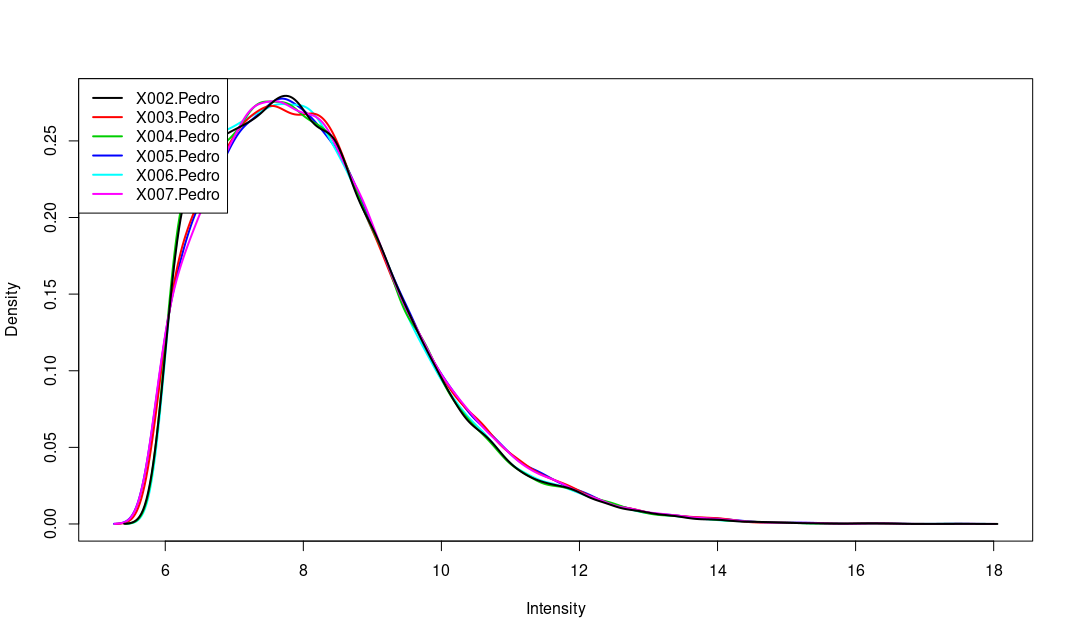 X002.Pedro
X003.Pedro
X004.Pedro
X005.Pedro
X006.Pedro
X007.Pedro
Density
0.25
0.20
0.15
0.10
0.05
0.00
6 8 10 12 14 16 18
Intensity